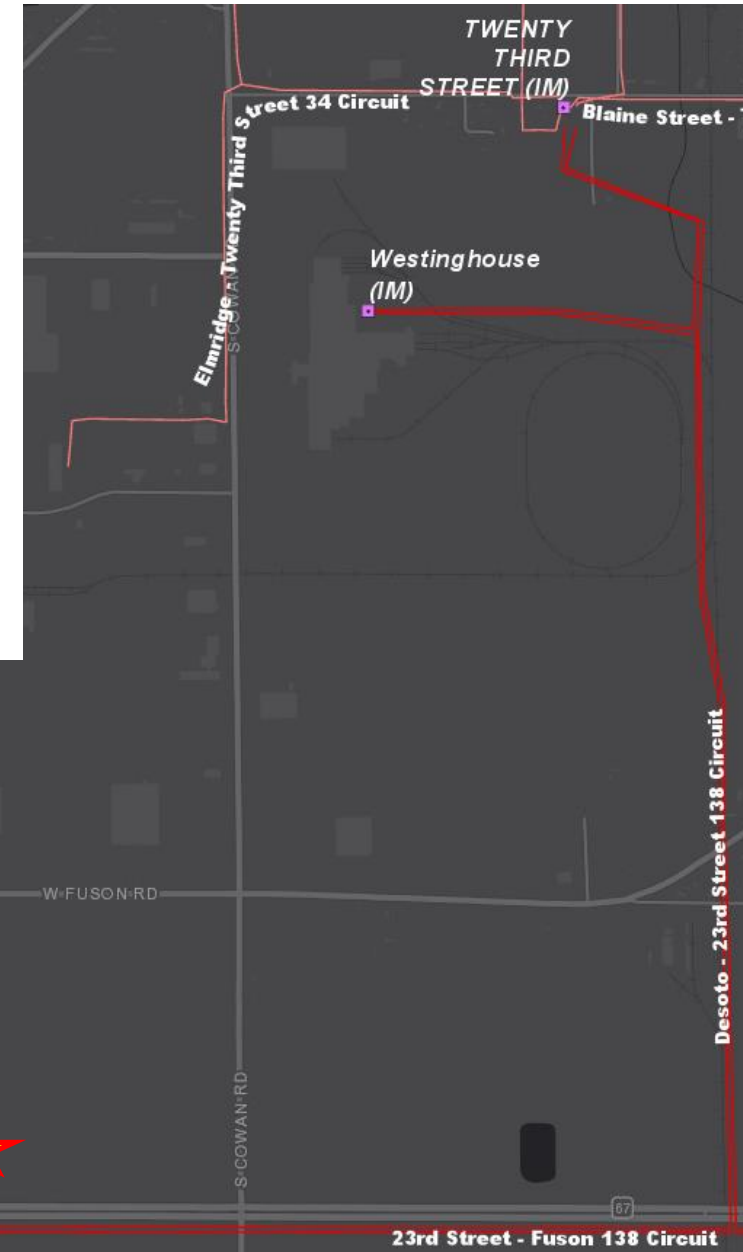 TWENTY
THIRD
STREET (IM)
Elmridge - Twenty Third Street 34 Circuit
Blaine Street -
Westinghouse
(IM)
S COWAN
Desoto - 23rd Street 138 Circuit
W FUSON RD
S COWAN RD
67
23rd Street - Fuson 138 Circuit